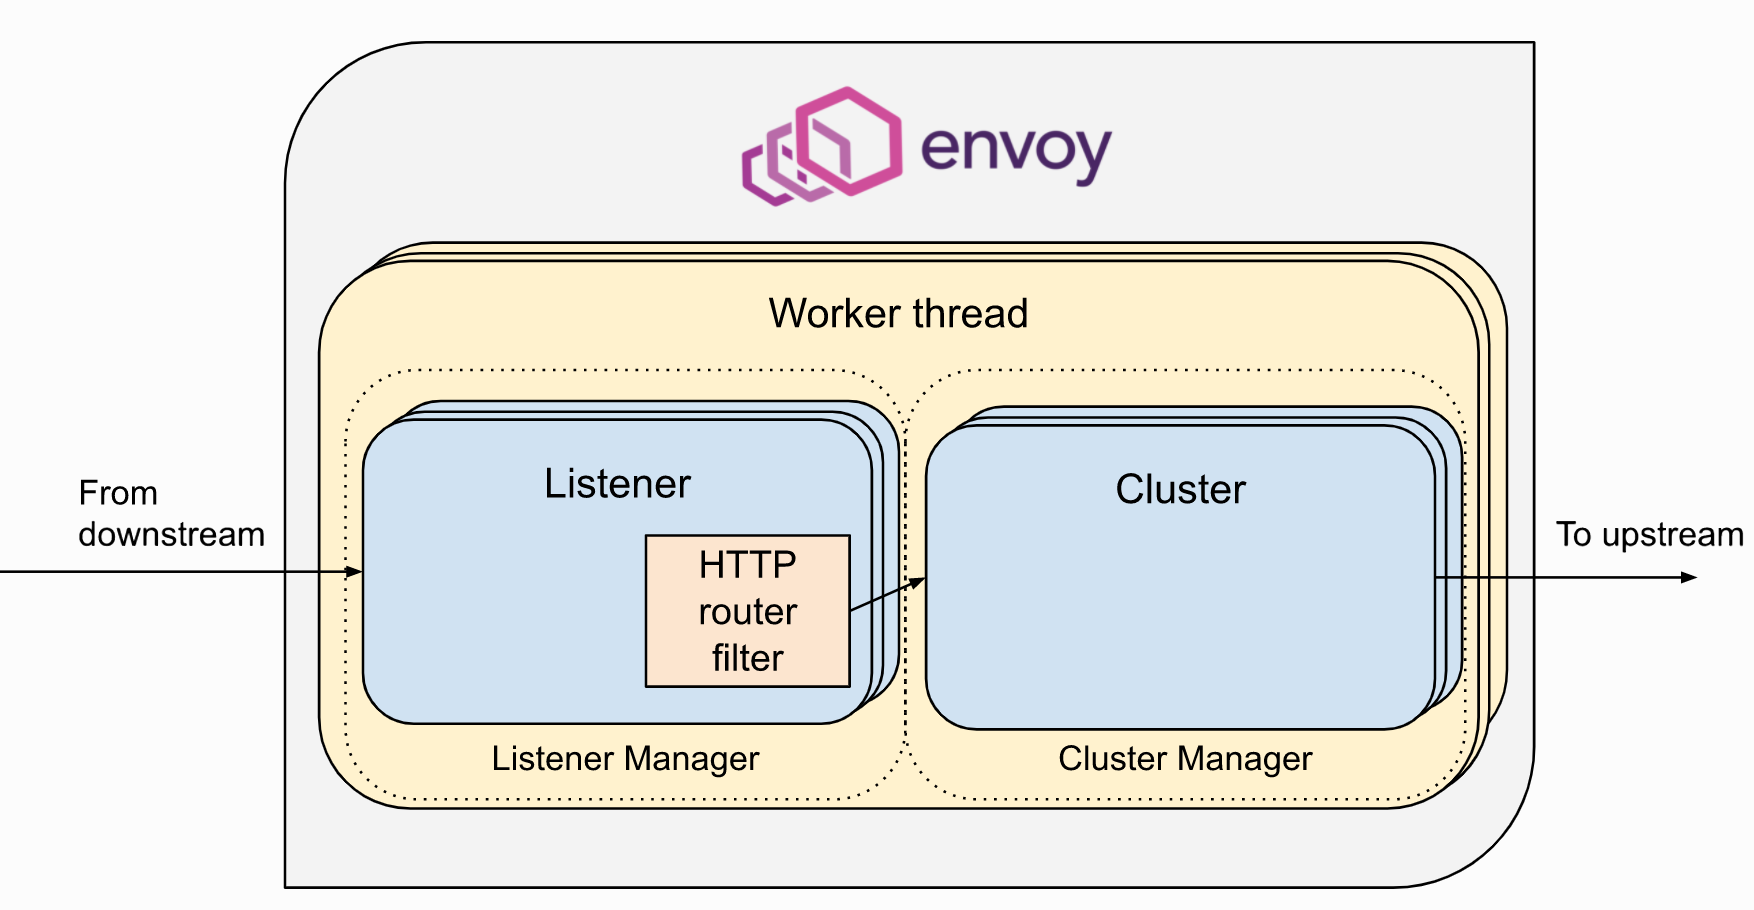 envoy
Worker thread
Listener
Cluster
From
downstream
To upstream
HTTP
router
filter
Listener Manager
Cluster Manager